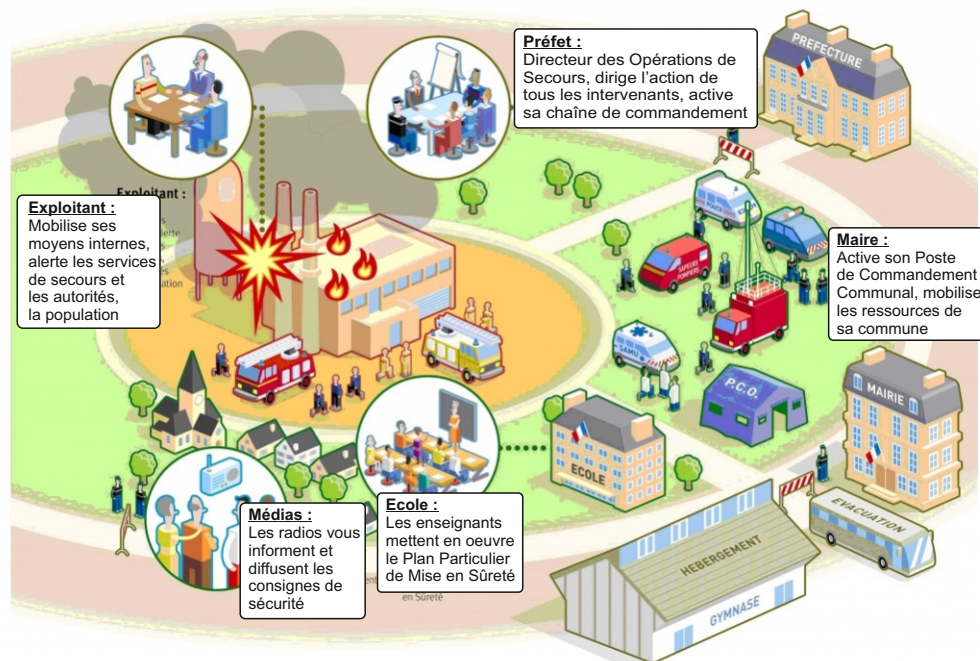 Préfet :
Directeur des Opérations de
Secours, dirige l'action de
tous les intervenants, active
sa chaîne de commandement
PREFECTURE
Exploitant :
Exploitant :
Mobilise ses
moyens internes,
alerte les services
de secours et
les autorités,
la population
POLICE
SAPEURS
POMPIERS
SAMU
P.C.O.
Maire :
Active son Poste
de Commandement
Communal, mobilise
les ressources de
sa commune
MAIRIE
ECOLE
EVACUATION
HEBERGEMENT
GYMNASE
Médias :
Les radios vous
informent et
diffusent les
consignes de
sécurité
Ecole :
Les enseignants
mettent en oeuvre
le Plan Particulier
de Mise en Sûreté
en Sûreté